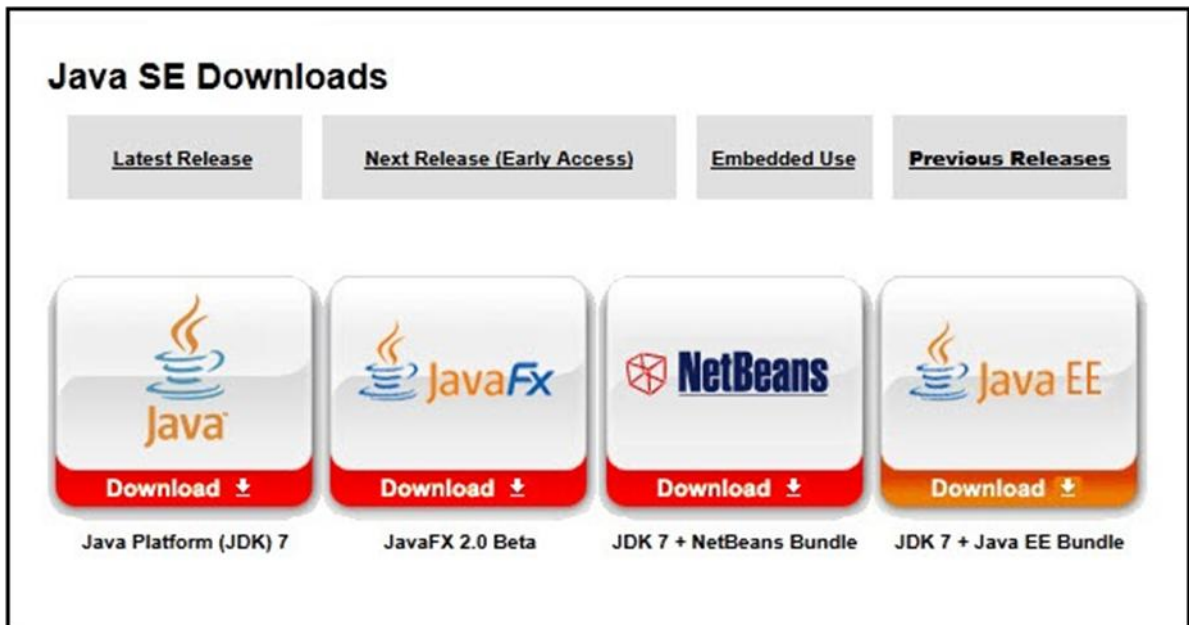 Java SE Downloads
Latest Release Next Release (Early Access) Embedded Use Previous Releases
Java™ JavaFx NetBeans Java EE
Download Download Download Download
Java Platform (JDK) 7 JavaFX 2.0 Beta JDK 7 + NetBeans Bundle JDK 7 + Java EE Bundle